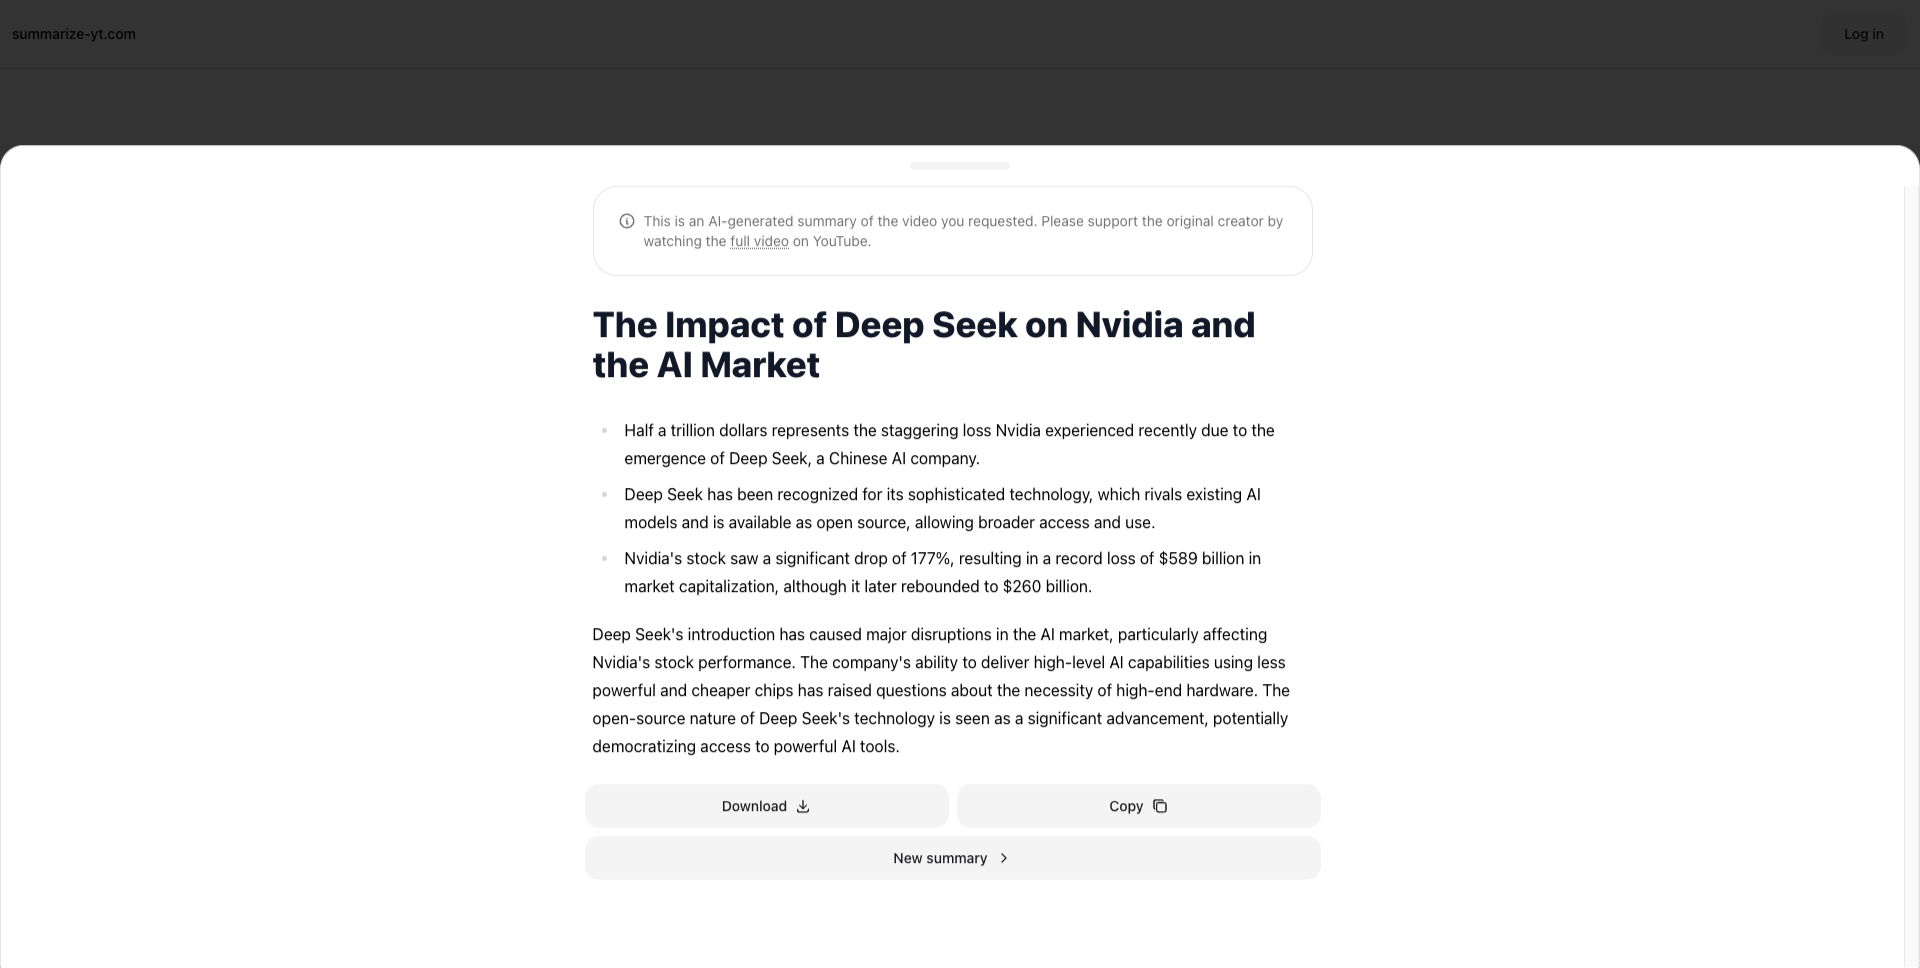 summarize-yt.com
Log in
This is an AI-generated summary of the video you requested. Please support the original creator by
watching the full video on YouTube.
The Impact of Deep Seek on Nvidia and
the AI Market
Half a trillion dollars represents the staggering loss Nvidia experienced recently due to the
emergence of Deep Seek, a Chinese AI company.
Deep Seek has been recognized for its sophisticated technology, which rivals existing AI
models and is available as open source, allowing broader access and use.
Nvidia's stock saw a significant drop of 177%, resulting in a record loss of $589 billion in
market capitalization, although it later rebounded to $260 billion.
Deep Seek's introduction has caused major disruptions in the AI market, particularly affecting
Nvidia's stock performance. The company's ability to deliver high-level AI capabilities using less
powerful and cheaper chips has raised questions about the necessity of high-end hardware. The
open-source nature of Deep Seek's technology is seen as a significant advancement, potentially
democratizing access to powerful AI tools.
Download
Copy
New summary